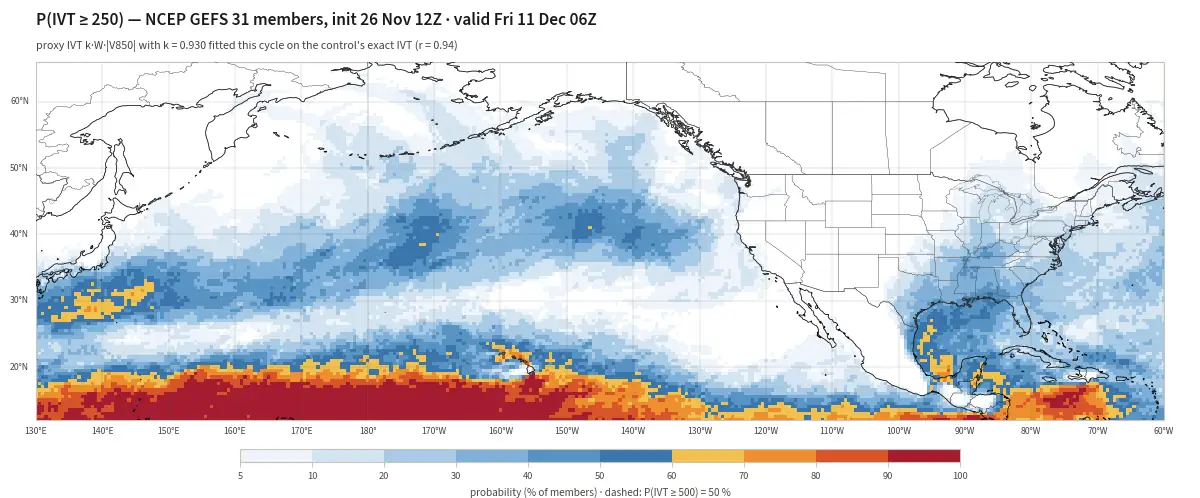 P(IVT ≥ 250) — NCEP GEFS 31 members, init 26 Nov 12Z · valid Fri 11 Dec 06Z
proxy IVT k·W·|V850| with k = 0.930 fitted this cycle on the control's exact IVT (r = 0.94)
60°N
50°N
40°N
30°N
20°N
130°E 140°E 150°E 160°E 170°E 180° 170°W 160°W 150°W 140°W 130°W 120°W 110°W 100°W 90°W 80°W 70°W 60°W
5 10 20 30 40 50 60 70 80 90 100
probability (% of members) · dashed: P(IVT ≥ 500) = 50 %